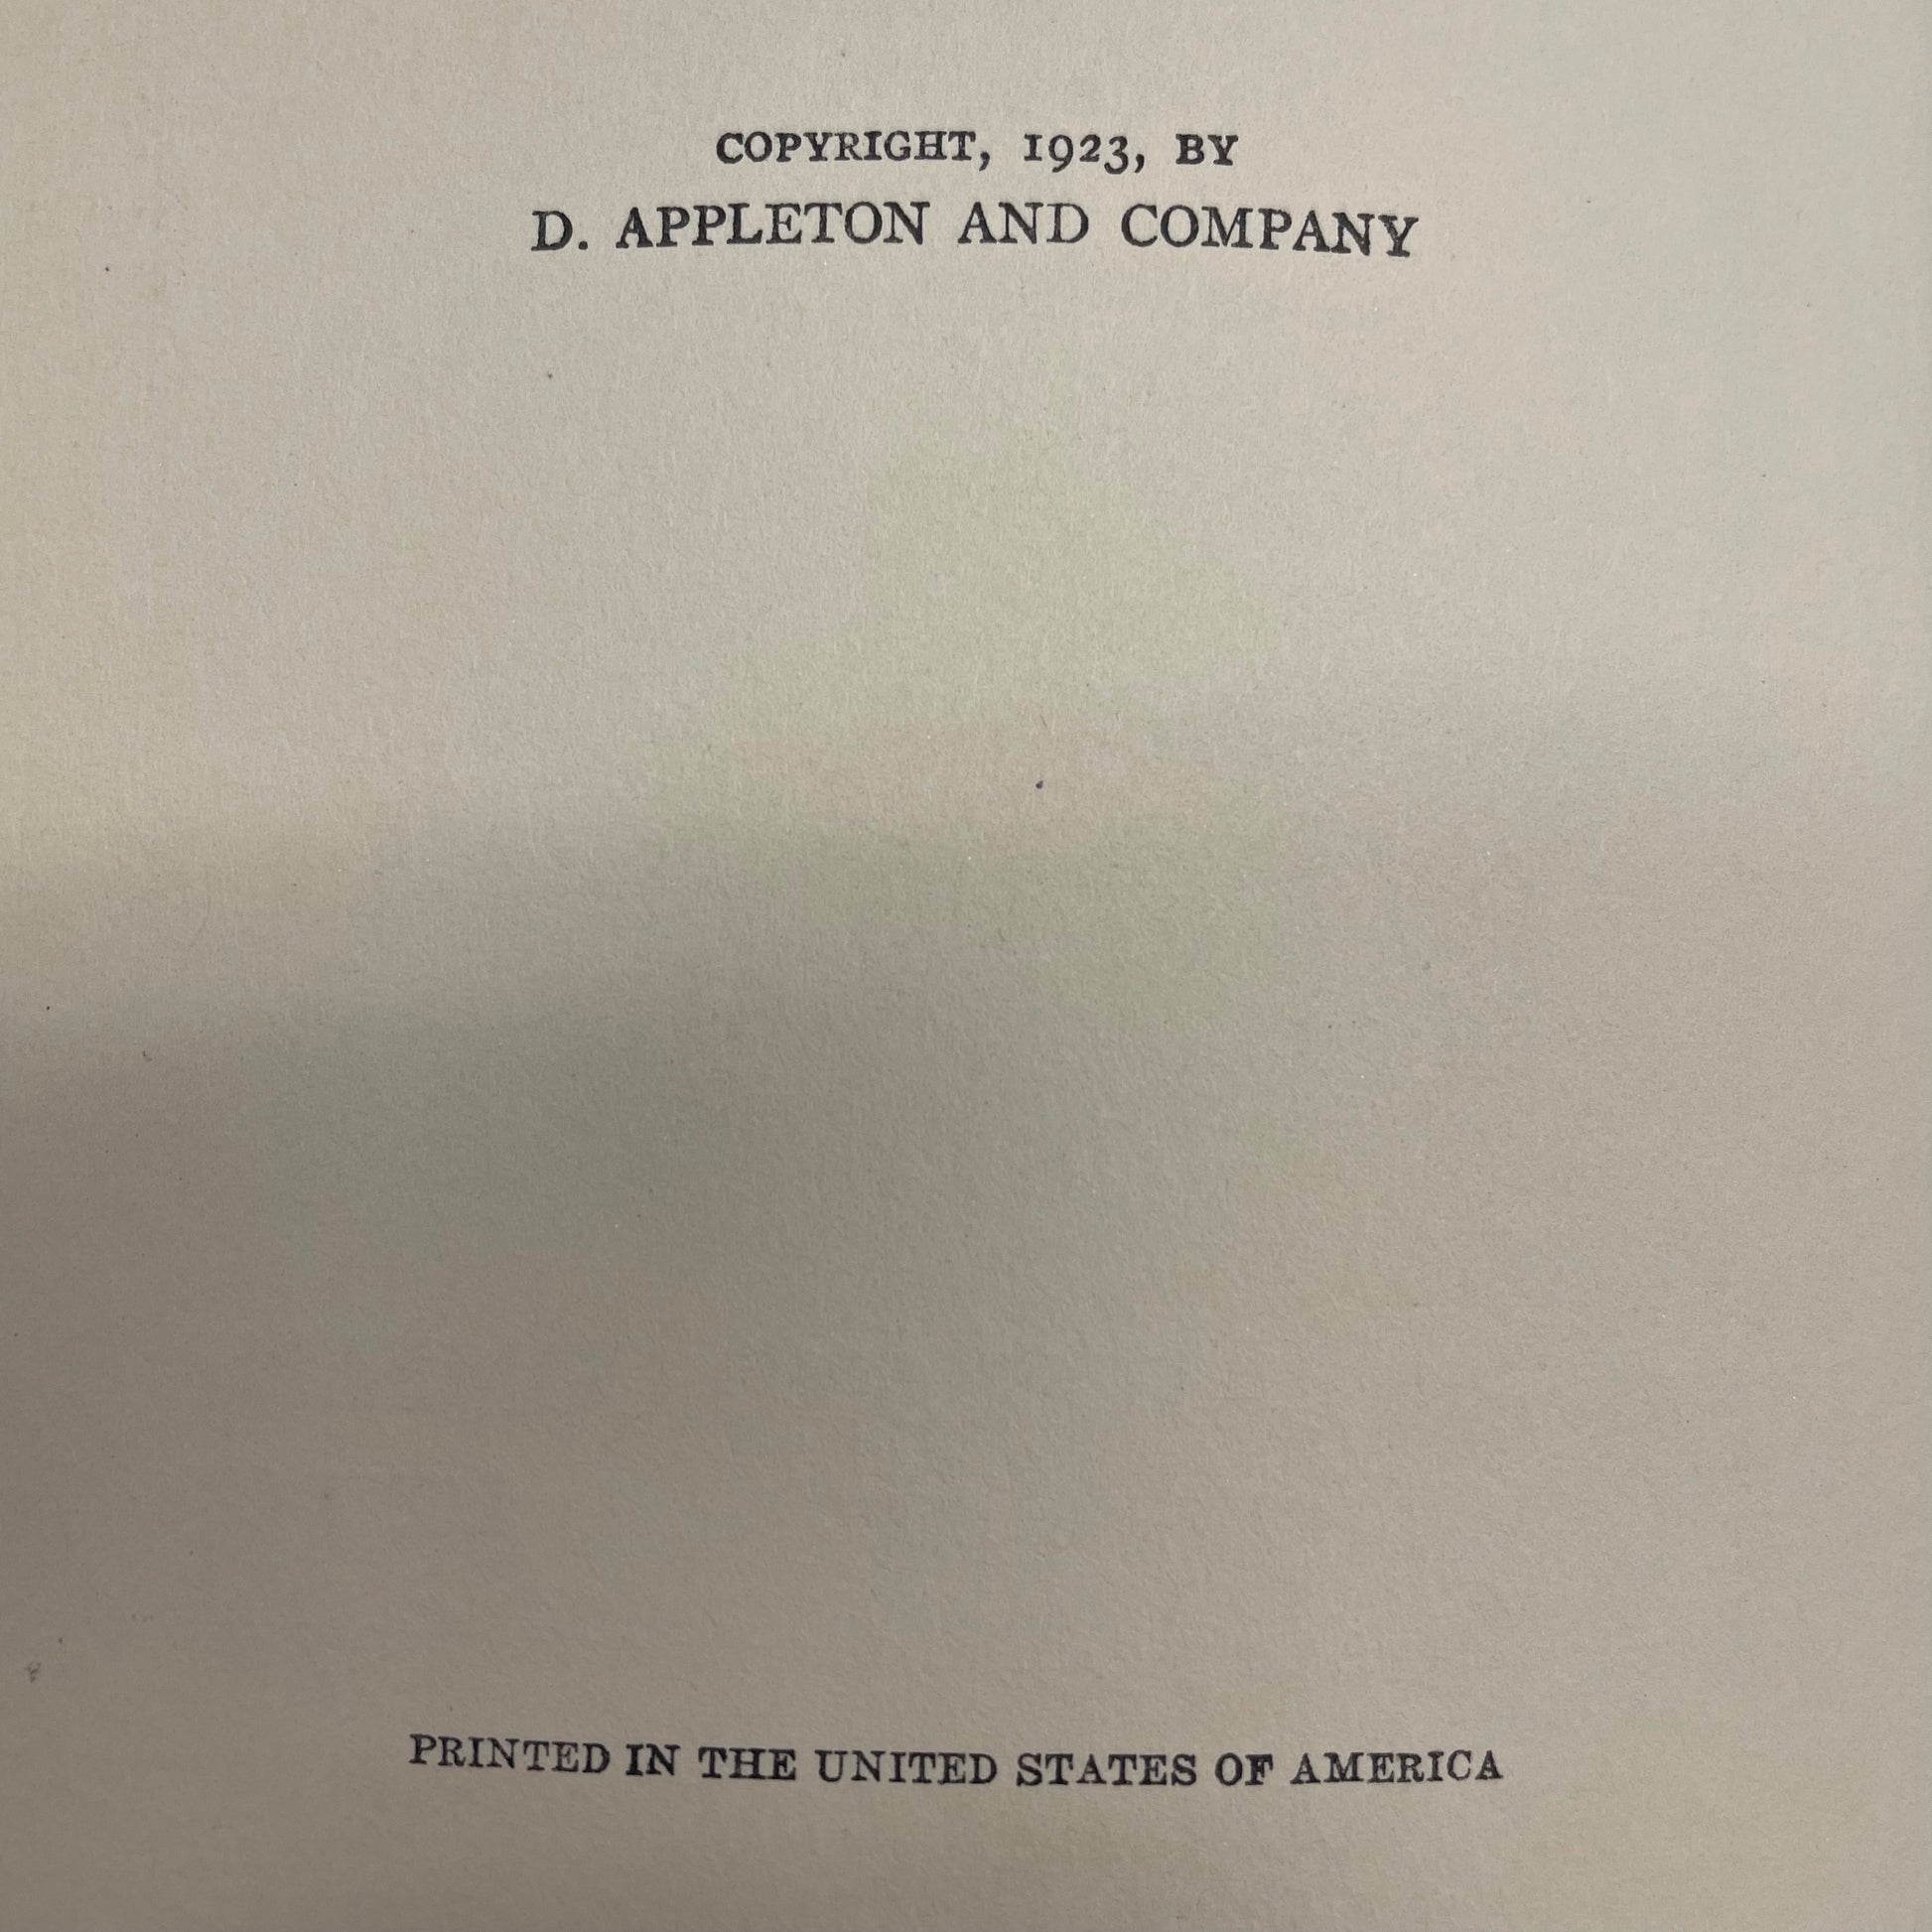 COPYRIGHT, 1923, BY
D. APPLETON AND COMPANY
PRINTED IN THE UNITED STATES OF AMERICA